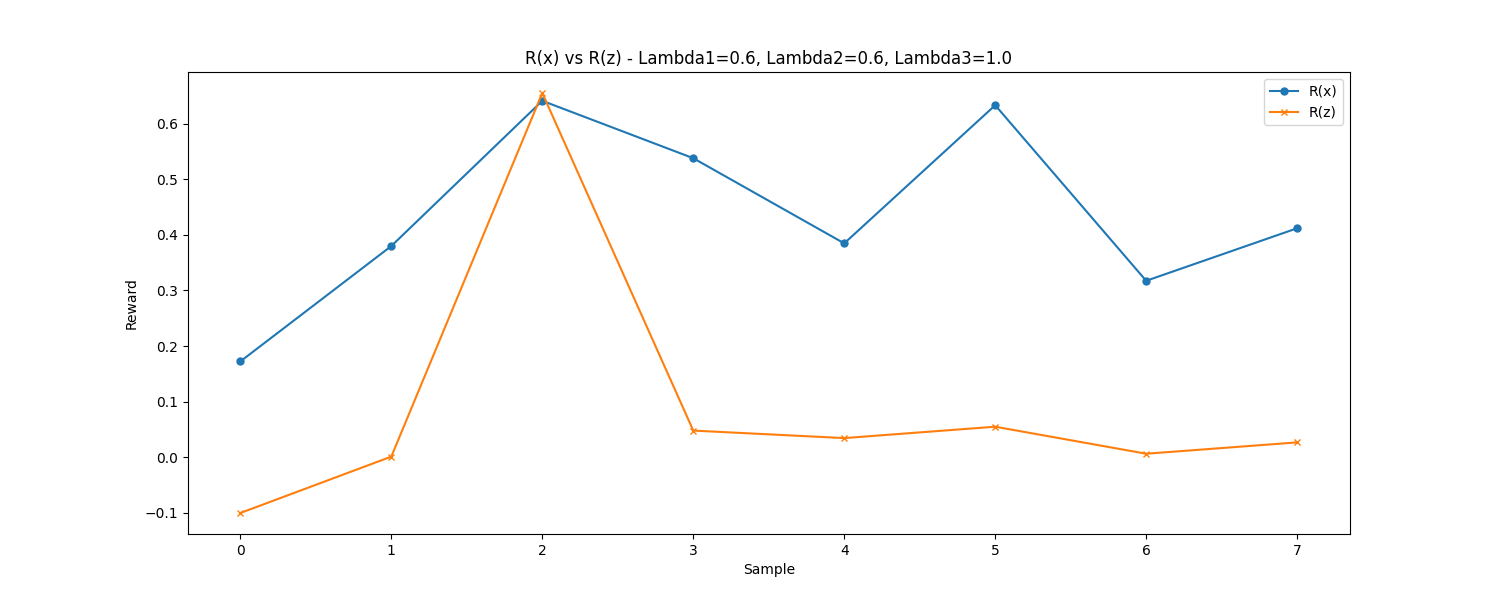 R(x) vs R(z) - Lambda1=0.6, Lambda2=0.6, Lambda3=1.0
R(x)
R(z)
0.6
0.5
0.4
0.3
0.2
0.1
0.0
−0.1
Reward
0 1 2 3 4 5 6 7
Sample